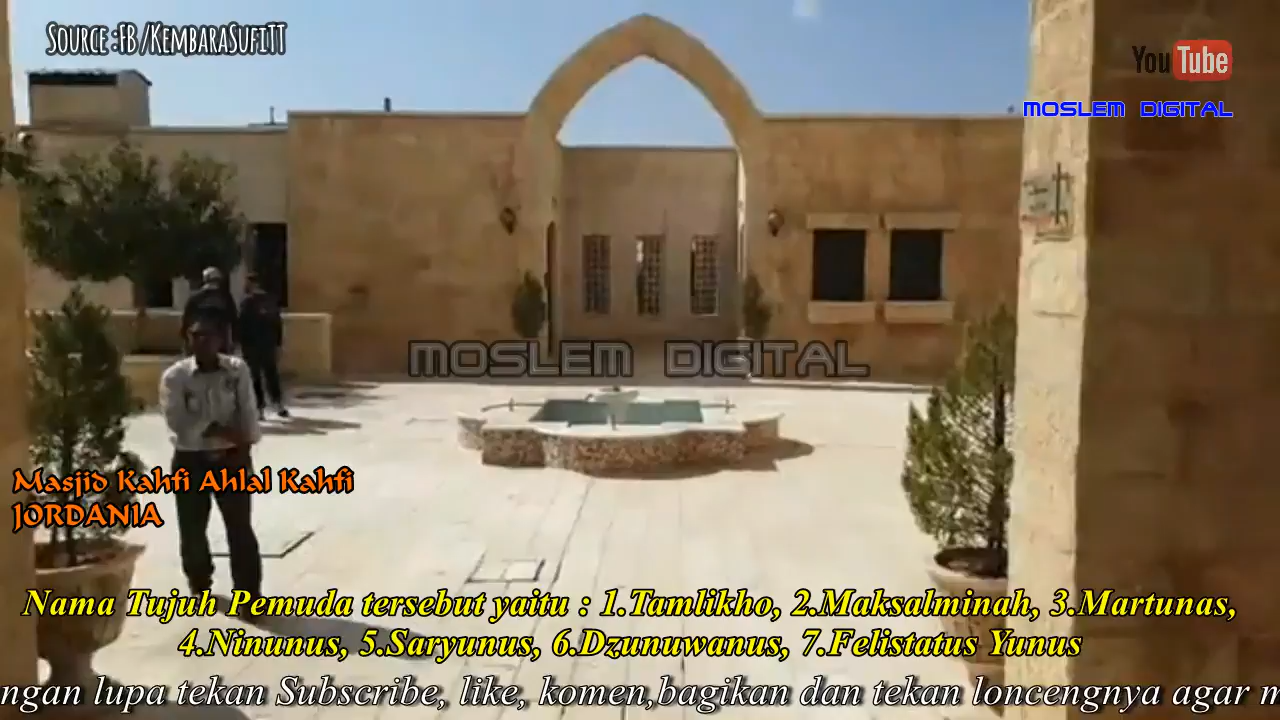 Source :FB /KembaraSufiTT
YouTube
MOSLEM DIGITAL
MOSLEM DIGITAL
Masjid Kahfi Ahlal Kahfi
JORDANIA
Nama Tujuh Pemuda tersebut yaitu : 1.Tamlikho, 2.Maksalminah, 3.Martunas,
4.Ninunus, 5.Saryunus, 6.Dzunuwanus, 7.Felistatus Yunus
ngan lupa tekan Subscribe, like, komen,bagikan dan tekan loncengnya agar m